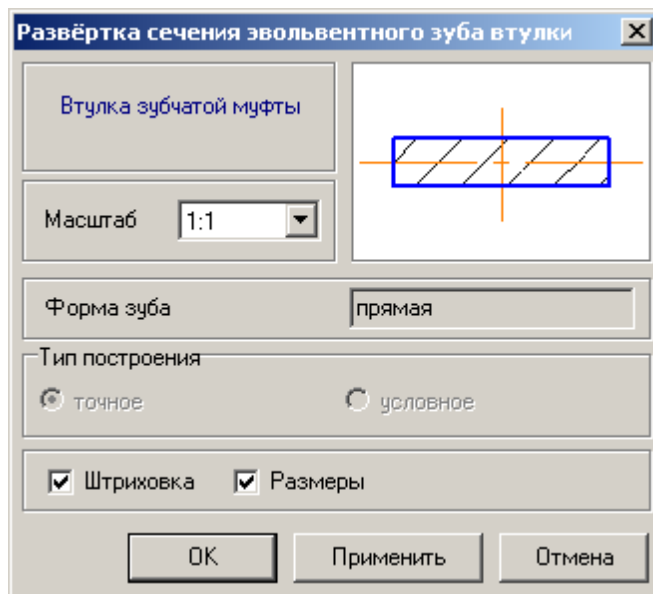 Развёртка сечения эвольвентного зуба втулки
Втулка зубчатой муфты
Масштаб 1:1
Форма зуба прямая
Тип построения
точное условное
Штриховка Размеры
OK Применить Отмена